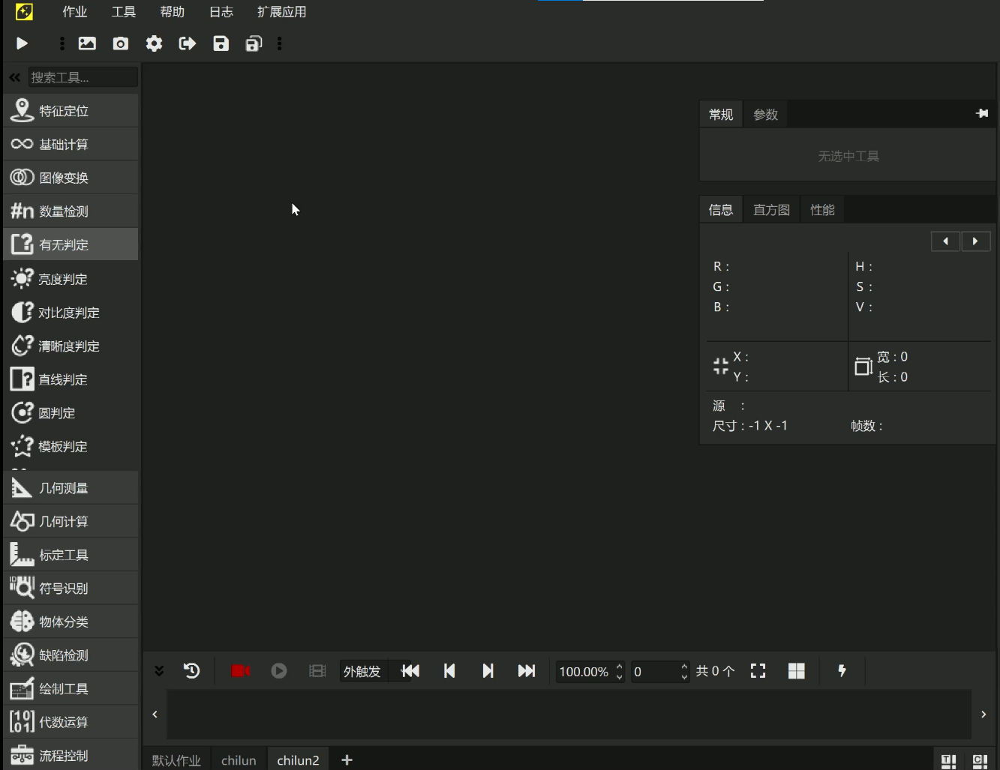 作业 工具 帮助 日志 扩展应用
搜索工具...
特征定位
基础计算
图像变换
#n 数量检测
有无判定
亮度判定
对比度判定
清晰度判定
直线判定
圆判定
模板判定
几何测量
几何计算
标定工具
符号识别
物体分类
缺陷检测
绘制工具
代数运算
流程控制
常规 参数
无选中工具
信息 直方图 性能
R : H :
G : S :
B : V :
X : 宽 : 0
Y : 长 : 0
源 :
尺寸 : -1 X -1 帧数 :
外触发 100.00% 0 共 0 个
默认作业 chilun chilun2 +